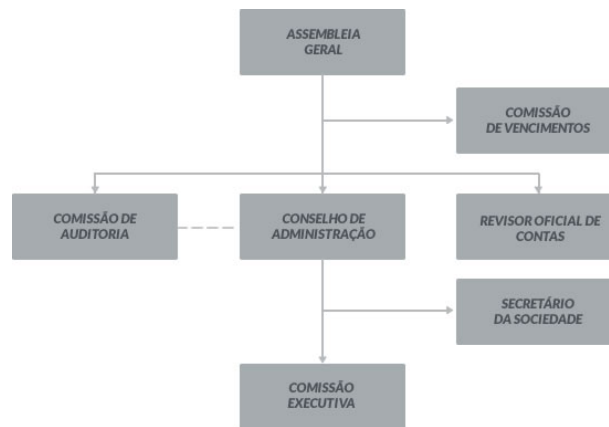 ASSEMBLEIA
GERAL
COMISSÃO
DE VENCIMENTOS
COMISSÃO DE
AUDITORIA
CONSELHO DE
ADMINISTRAÇÃO
REVISOR OFICIAL DE
CONTAS
SECRETÁRIO
DA SOCIEDADE
COMISSÃO
EXECUTIVA